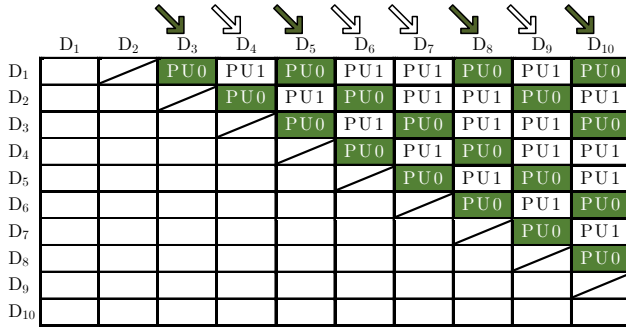 D1 D2 D3 D4 D5 D6 D7 D8 D9 D10
D1 PU0 PU1 PU0 PU1 PU1 PU0 PU1 PU0
D2 PU0 PU1 PU0 PU1 PU1 PU0 PU1
D3 PU0 PU1 PU0 PU1 PU1 PU0
D4 PU0 PU1 PU0 PU1 PU1
D5 PU0 PU1 PU0 PU1
D6 PU0 PU1 PU0
D7 PU0 PU1
D8 PU0
D9
D10